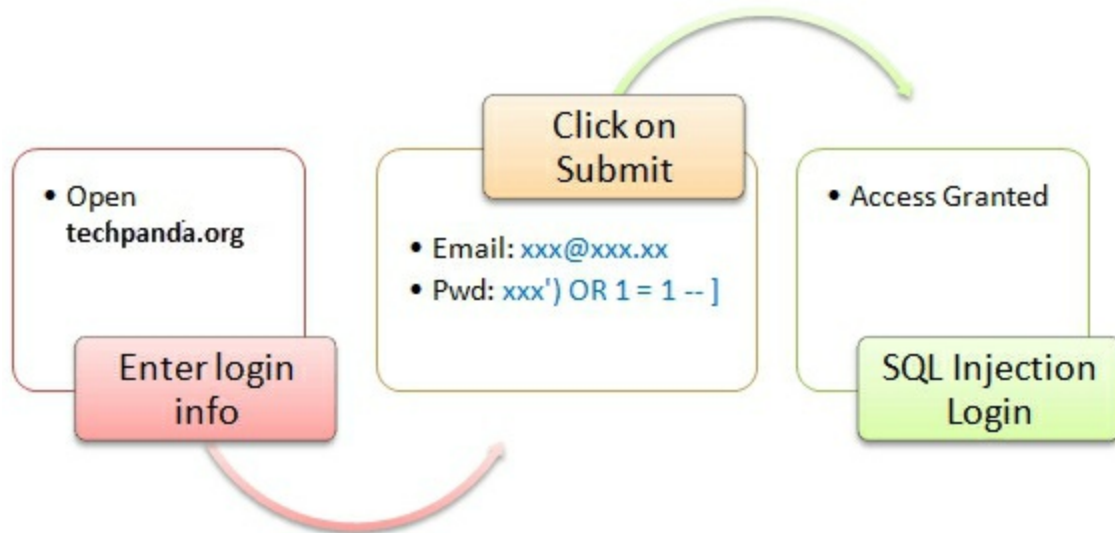 • Open
techpanda.org
Enter login
info
Click on
Submit
• Email: xxx@xxx.xx
• Pwd: xxx') OR 1 = 1 -- ]
• Access Granted
SQL Injection
Login